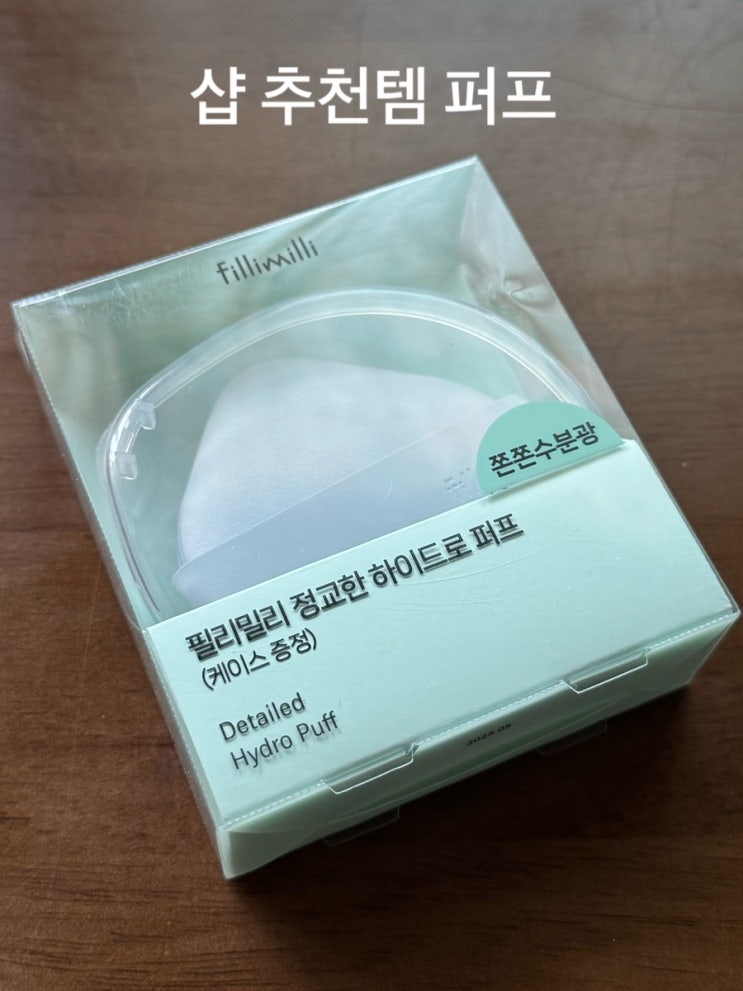 샵 추천템 퍼프
fillimilli
쫀쫀수분광
필리밀리 정교한 하이드로 퍼프
(케이스 증정)
Detailed
Hydro Puff